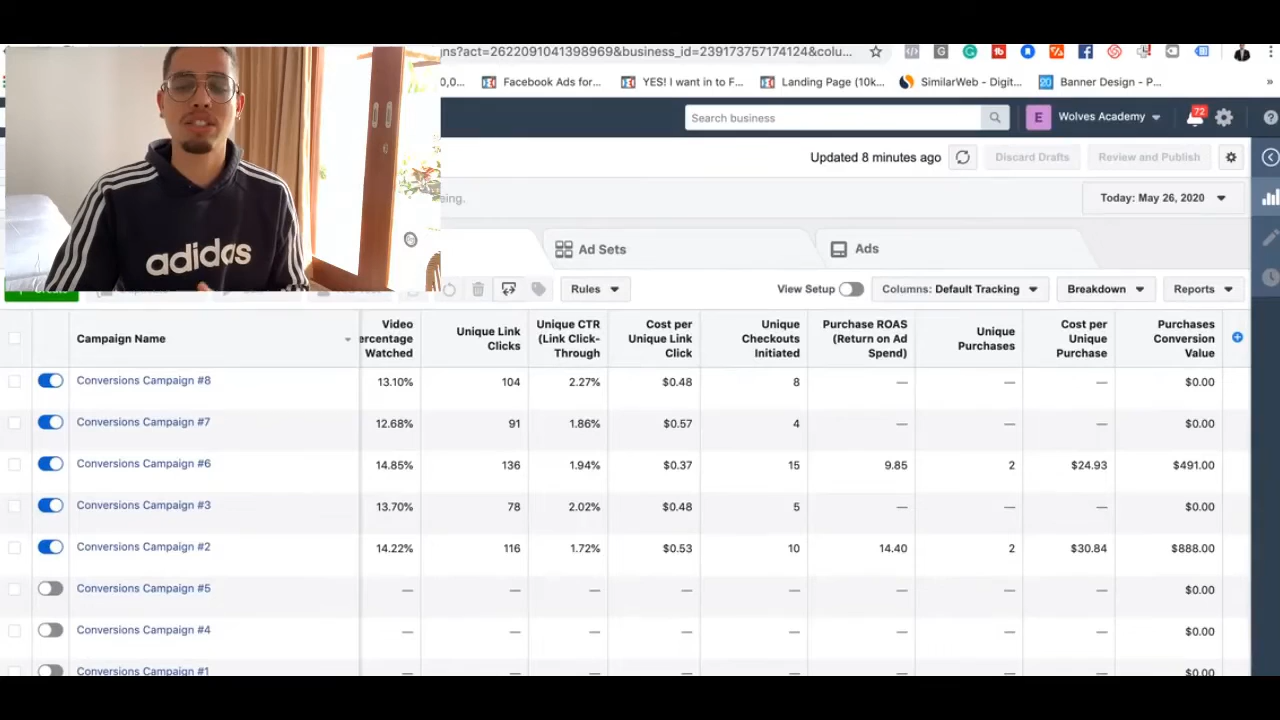 ns?act=2622091041398969&business_id=239173757174124&colu...
0,0...
Facebook Ads for...
YES! I want in to F...
Landing Page (10k...
SimilarWeb - Digit...
Banner Design - P...
Search business
E
Wolves Academy
72
Updated 8 minutes ago
Discard Drafts
Review and Publish
eing.
Today: May 26, 2020
adidas
Ad Sets
Ads
Rules
View Setup
Columns: Default Tracking
Breakdown
Reports
Campaign Name
Video
ercentage
Watched
Unique Link
Clicks
Unique CTR
(Link Click-
Through
Cost per
Unique Link
Click
Unique
Checkouts
Initiated
Purchase ROAS
(Return on Ad
Spend)
Unique
Purchases
Cost per
Unique
Purchase
Purchases
Conversion
Value
Conversions Campaign #8 13.10% 104 2.27% $0.48 8 — — — $0.00
Conversions Campaign #7 12.68% 91 1.86% $0.57 4 — — — $0.00
Conversions Campaign #6 14.85% 136 1.94% $0.37 15 9.85 2 $24.93 $491.00
Conversions Campaign #3 13.70% 78 2.02% $0.48 5 — — — $0.00
Conversions Campaign #2 14.22% 116 1.72% $0.53 10 14.40 2 $30.84 $888.00
Conversions Campaign #5 — — — — — — — — $0.00
Conversions Campaign #4 — — — — — — — — $0.00
Conversions Campaign #1 $0.00